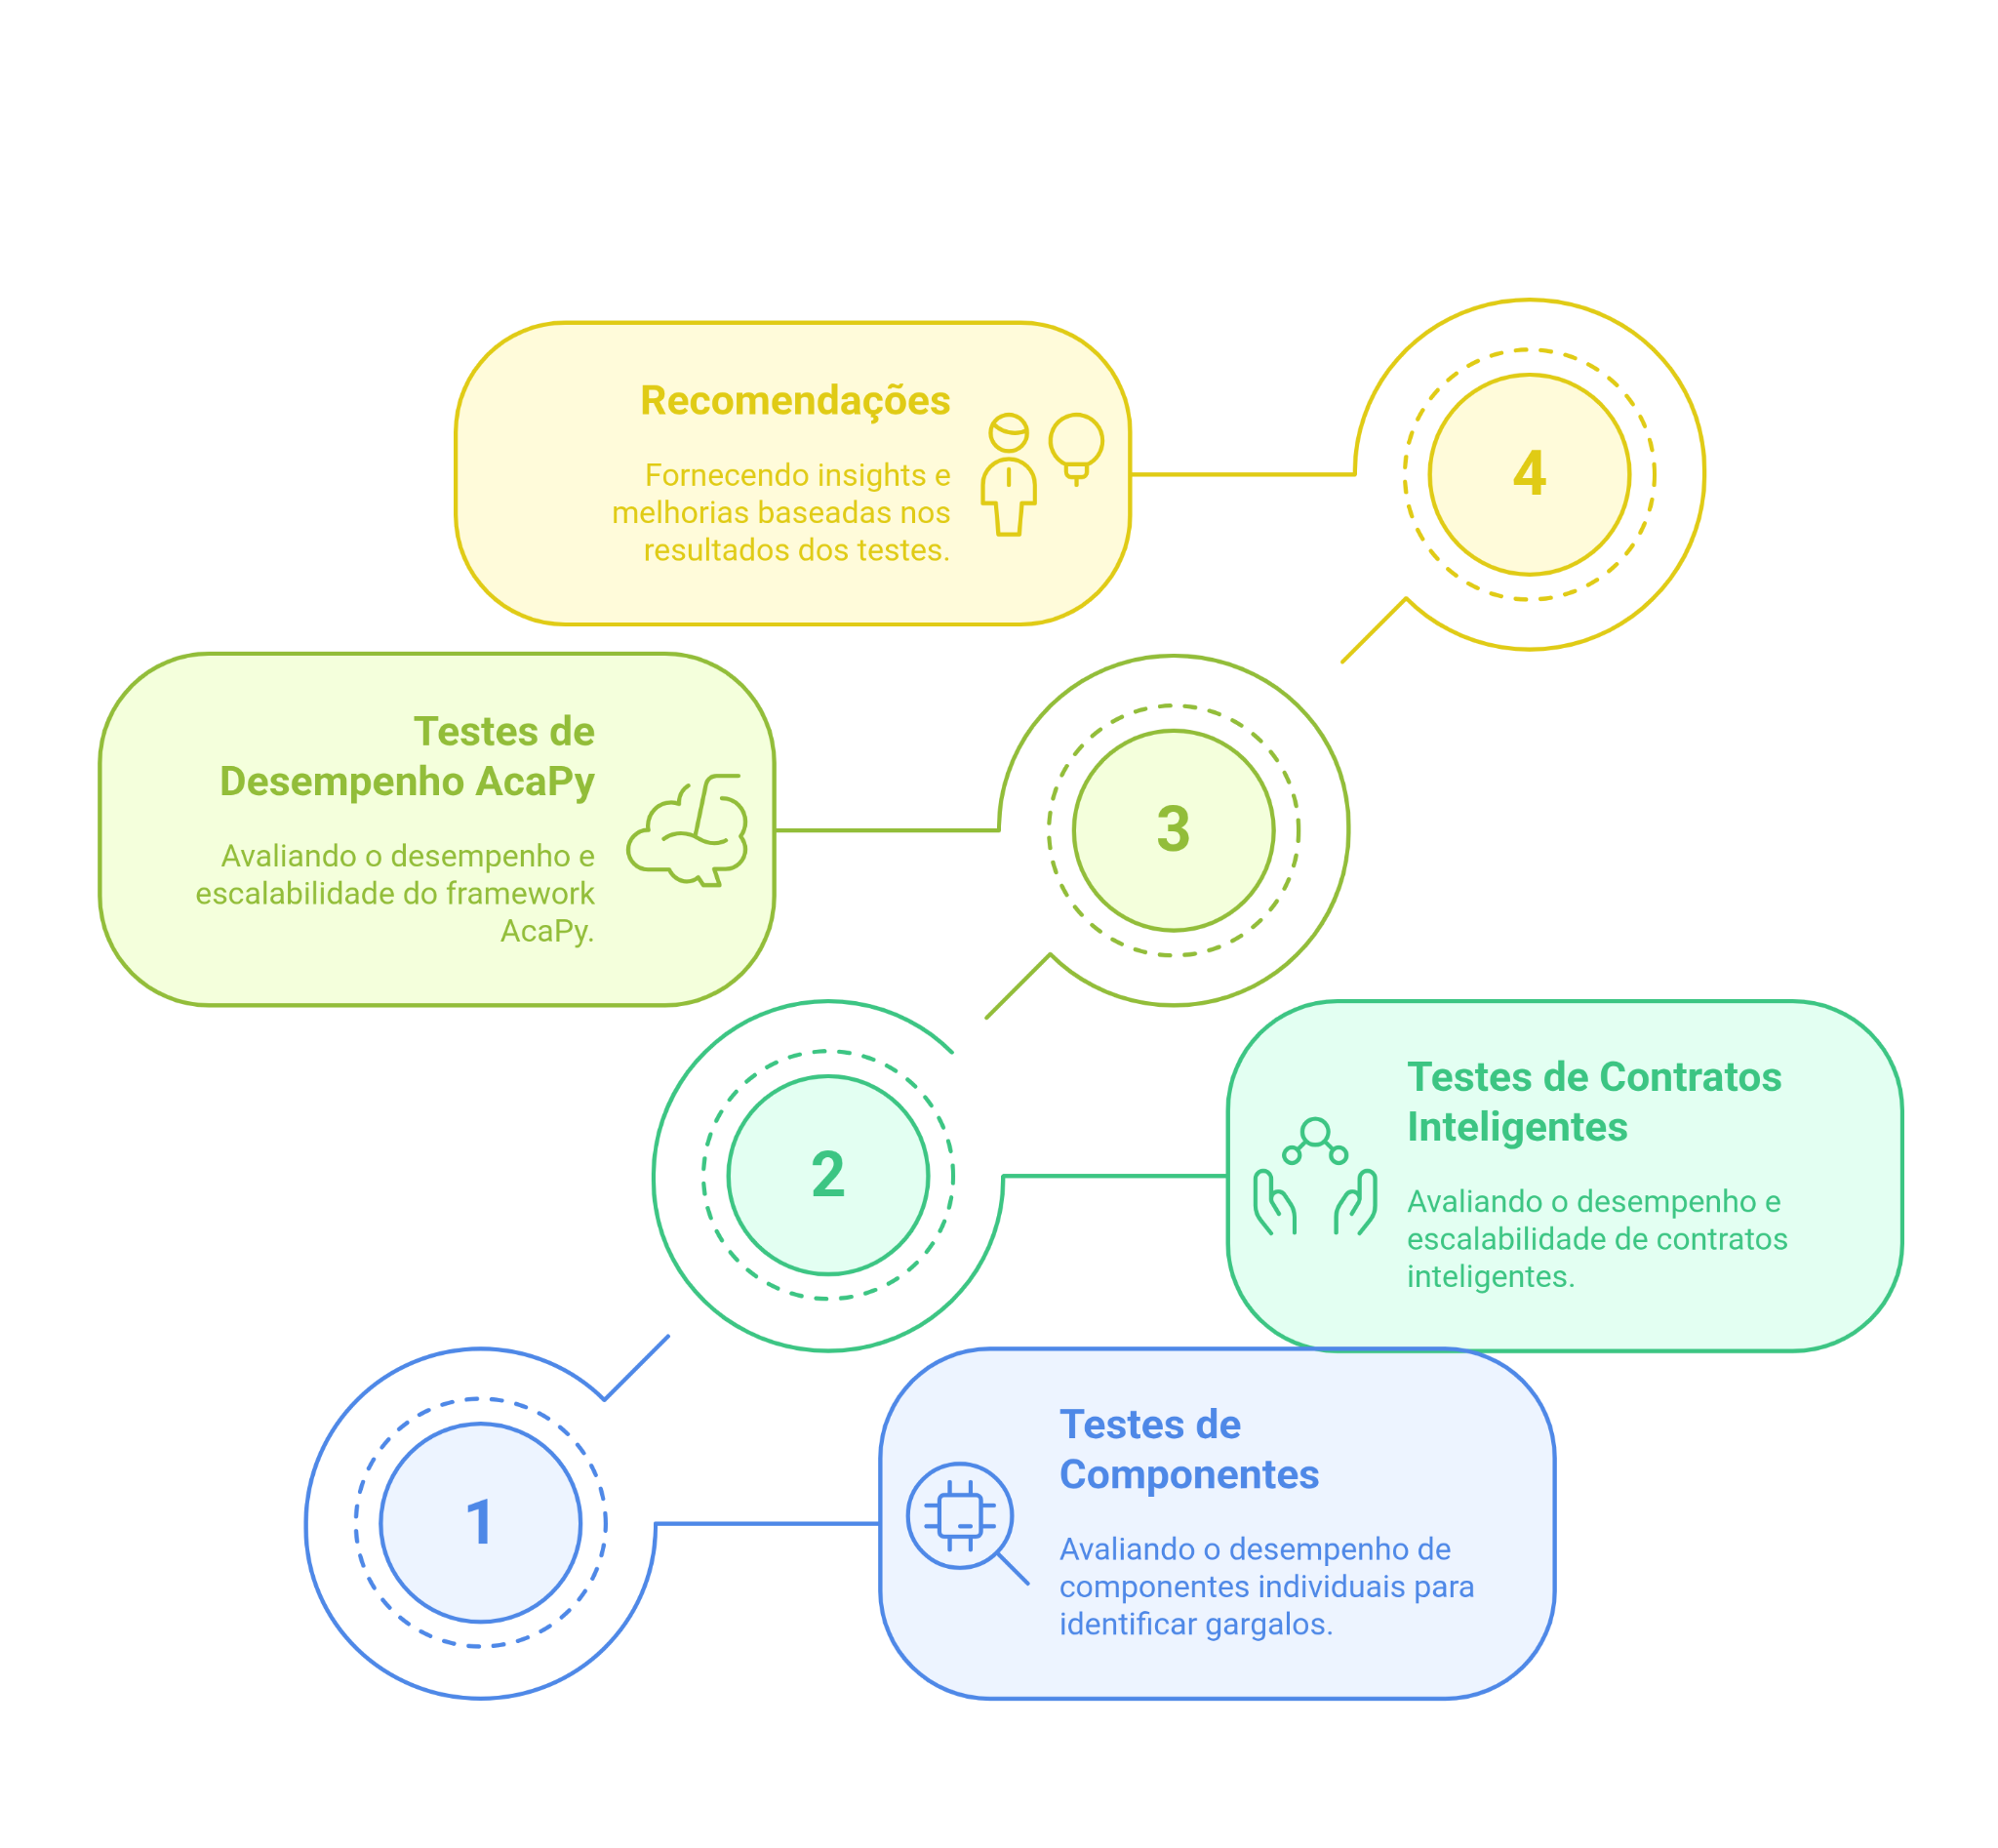 Recomendações
Fornecendo insights e
melhorias baseadas nos
resultados dos testes.
4
Testes de
Desempenho AcaPy
Avaliando o desempenho e
escalabilidade do framework
AcaPy.
3
2
Testes de Contratos
Inteligentes
Avaliando o desempenho e
escalabilidade de contratos
inteligentes.
1
Testes de
Componentes
Avaliando o desempenho de
componentes individuais para
identificar gargalos.